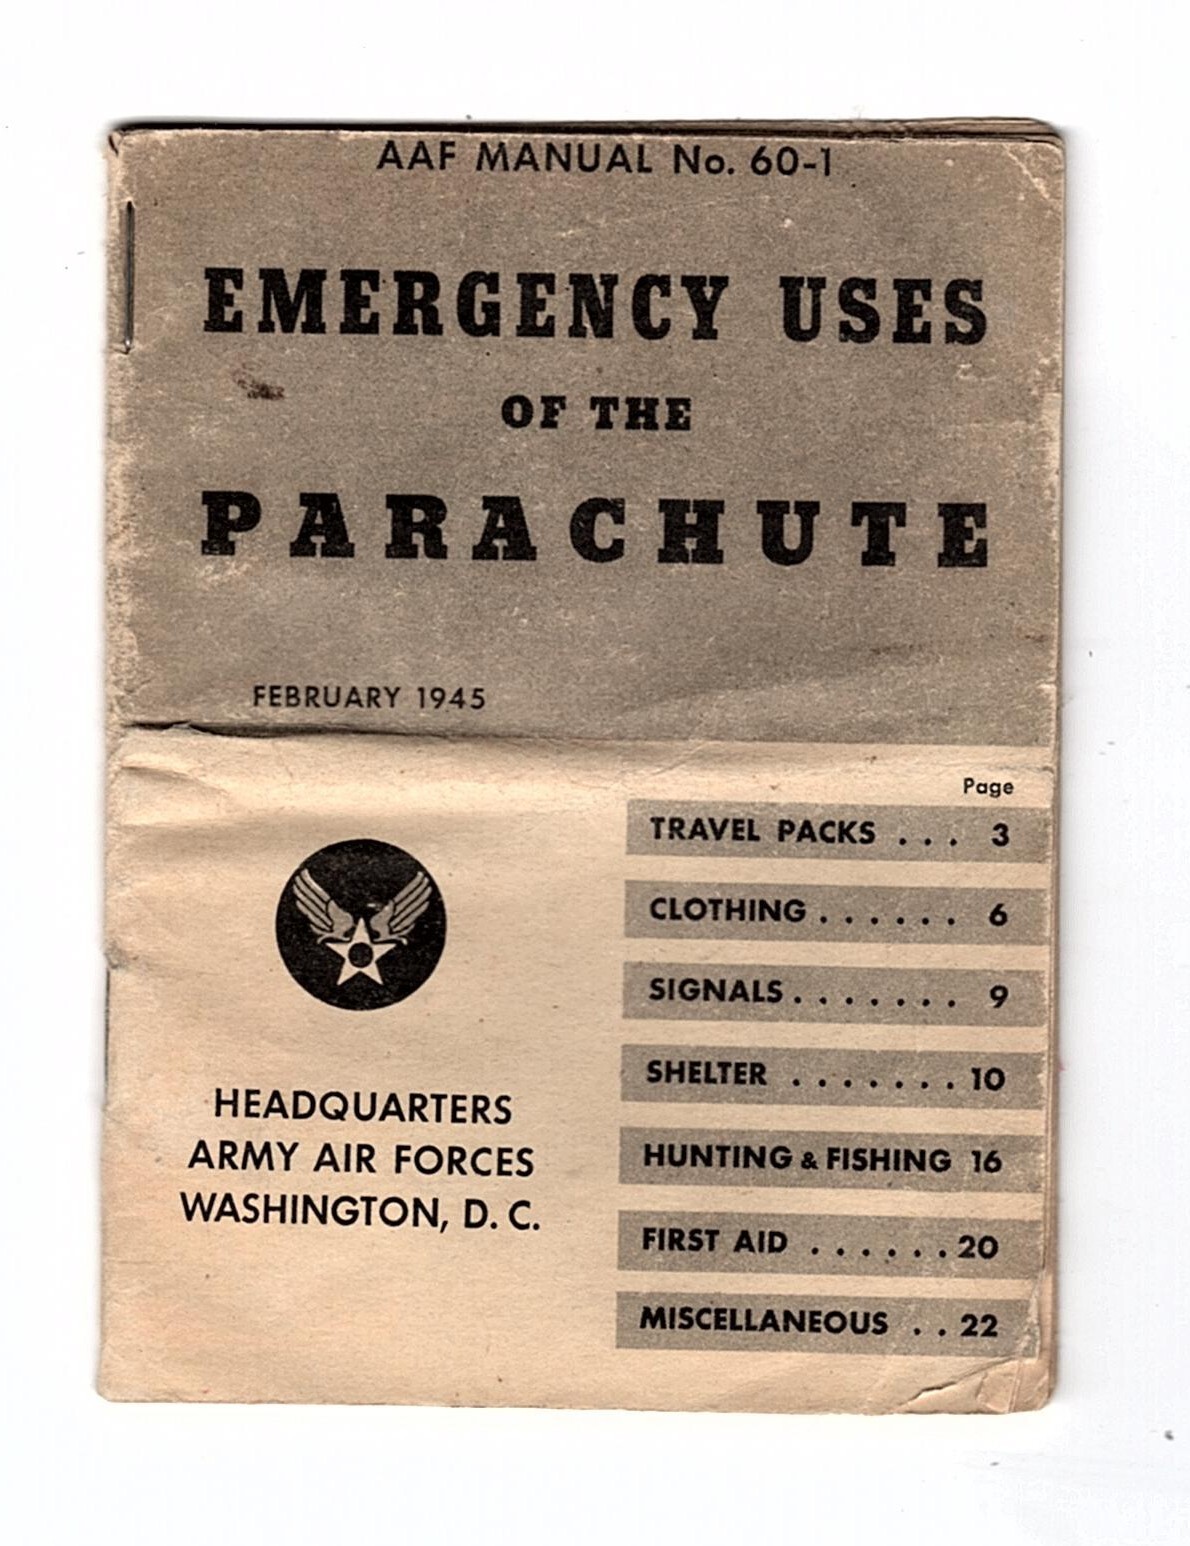 AAF MANUAL No. 60-1
EMERGENCY USES
OF THE
PARACHUTE
FEBRUARY 1945
HEADQUARTERS
ARMY AIR FORCES
WASHINGTON, D. C.
Page
TRAVEL PACKS . . . 3
CLOTHING . . . . . . 6
SIGNALS . . . . . . . 9
SHELTER . . . . . . . 10
HUNTING & FISHING 16
FIRST AID . . . . . . 20
MISCELLANEOUS . . 22